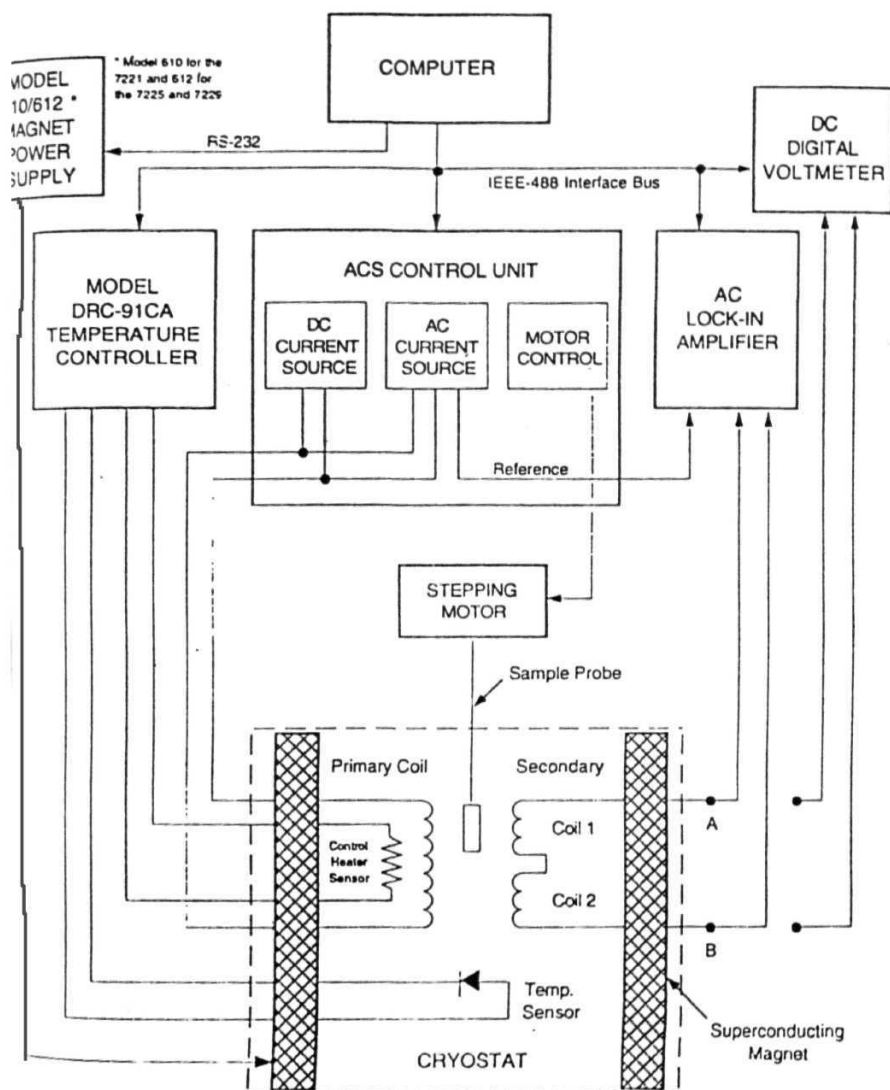 * Model 610 for the
7221 and 612 for
the 7225 and 7229
MODEL
10/612 *
MAGNET
POWER
SUPPLY
COMPUTER
RS-232
IEEE-488 Interface Bus
DC
DIGITAL
VOLTMETER
MODEL
DRC-91CA
TEMPERATURE
CONTROLLER
ACS CONTROL UNIT
DC
CURRENT
SOURCE
AC
CURRENT
SOURCE
MOTOR
CONTROL
AC
LOCK-IN
AMPLIFIER
Reference
STEPPING
MOTOR
Sample Probe
Primary Coil
Secondary
Coil 1
Control
Heater
Sensor
Coil 2
A
B
Temp.
Sensor
Superconducting
Magnet
CRYOSTAT